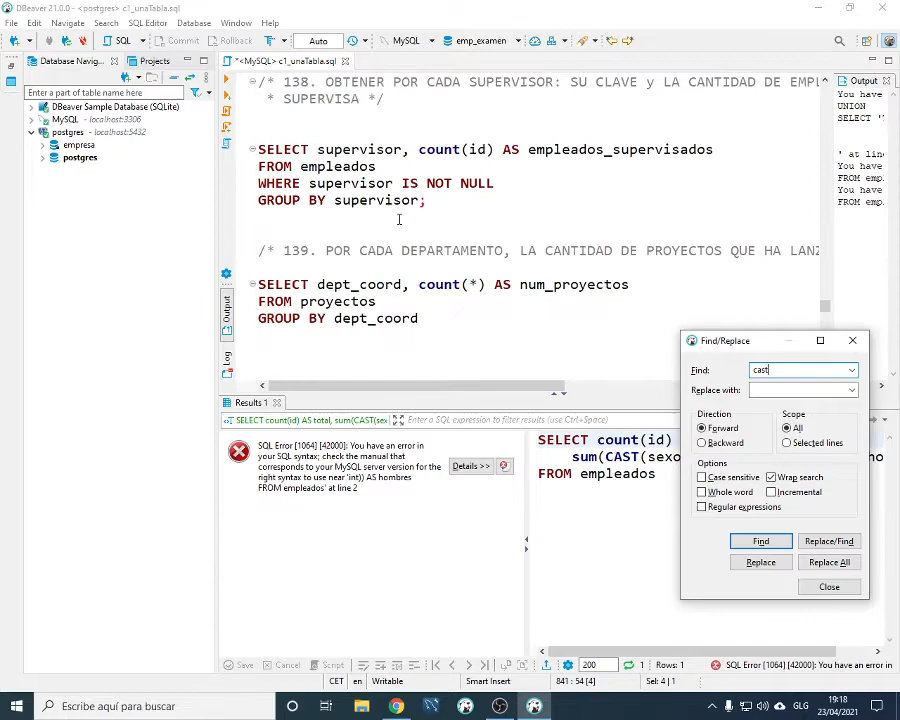 DBeaver 21.0.0 - <postgres> c1_unaTabla.sql
File Edit Navigate Search SQL Editor Database Window Help
SQL Commit Rollback Auto MySQL emp_examen
Database Navig... Projects *<MySQL> c1_unaTabla.sql
Enter a part of table name here
DBeaver Sample Database (SQLite)
MySQL - localhost:3306
postgres - localhost:5432
empresa
postgres
/* 138. OBTENER POR CADA SUPERVISOR: SU CLAVE y LA CANTIDAD DE EMPL
* SUPERVISA */
SELECT supervisor, count(id) AS empleados_supervisados
FROM empleados
WHERE supervisor IS NOT NULL
GROUP BY supervisor;
/* 139. POR CADA DEPARTAMENTO, LA CANTIDAD DE PROYECTOS QUE HA LANZ
SELECT dept_coord, count(*) AS num_proyectos
FROM proyectos
GROUP BY dept_coord
Output
Log
Output
You have
UNION
SELECT '
' at line
You have
FROM emp
You have
FROM emp
Find/Replace
Find: cast
Replace with:
Direction Scope
Forward All
Backward Selected lines
Options
Case sensitive Wrap search
Whole word Incremental
Regular expressions
Find Replace/Find
Replace Replace All
Close
Results 1
SELECT count(id) AS total, sum(CAST(sex Enter a SQL expression to filter results (use Ctrl+Space)
SQL Error [1064] [42000]: You have an error in
your SQL syntax; check the manual that
corresponds to your MySQL server version for the
right syntax to use near 'int)) AS hombres
FROM empleados' at line 2
Details >>
SELECT count(id)
sum(CAST(sexo
FROM empleados
Save Cancel Script 200 1 Rows: 1 SQL Error [1064] [42000]: You have an error in
CET en Writable Smart Insert 841 : 54 [4] Sel: 4 | 1
Escribe aquí para buscar
GLG
19:18
23/04/2021